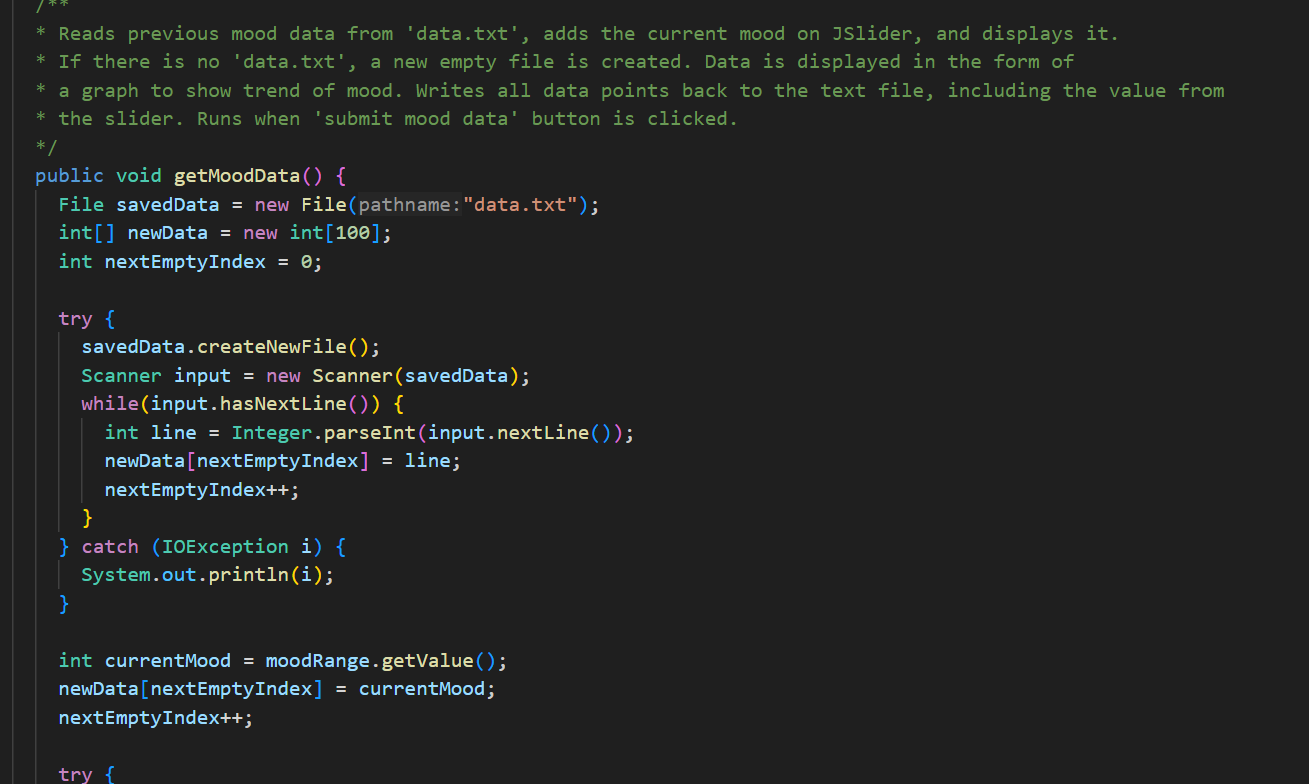 /**
* Reads previous mood data from 'data.txt', adds the current mood on JSlider, and displays it.
* If there is no 'data.txt', a new empty file is created. Data is displayed in the form of
* a graph to show trend of mood. Writes all data points back to the text file, including the value from
* the slider. Runs when 'submit mood data' button is clicked.
*/
public void getMoodData() {
  File savedData = new File(pathname:"data.txt");
  int[] newData = new int[100];
  int nextEmptyIndex = 0;

  try {
    savedData.createNewFile();
    Scanner input = new Scanner(savedData);
    while(input.hasNextLine()) {
      int line = Integer.parseInt(input.nextLine());
      newData[nextEmptyIndex] = line;
      nextEmptyIndex++;
    }
  } catch (IOException i) {
    System.out.println(i);
  }

  int currentMood = moodRange.getValue();
  newData[nextEmptyIndex] = currentMood;
  nextEmptyIndex++;

  try {